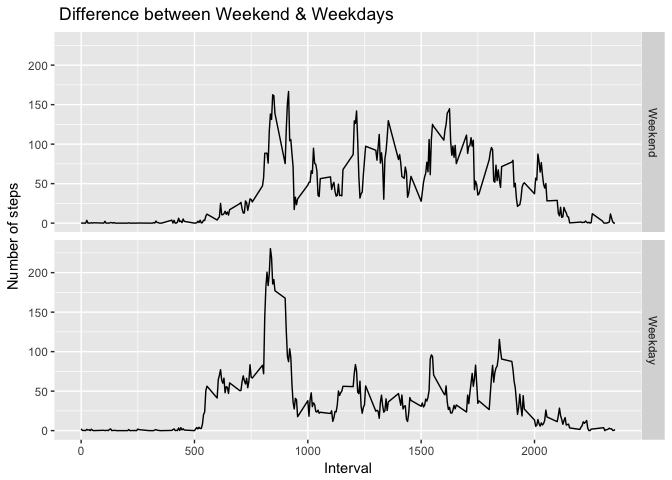 Difference between Weekend & Weekdays
Number of steps
200
150
100
50
0
Weekend
200
150
100
50
0
Weekday
0 500 1000 1500 2000
Interval